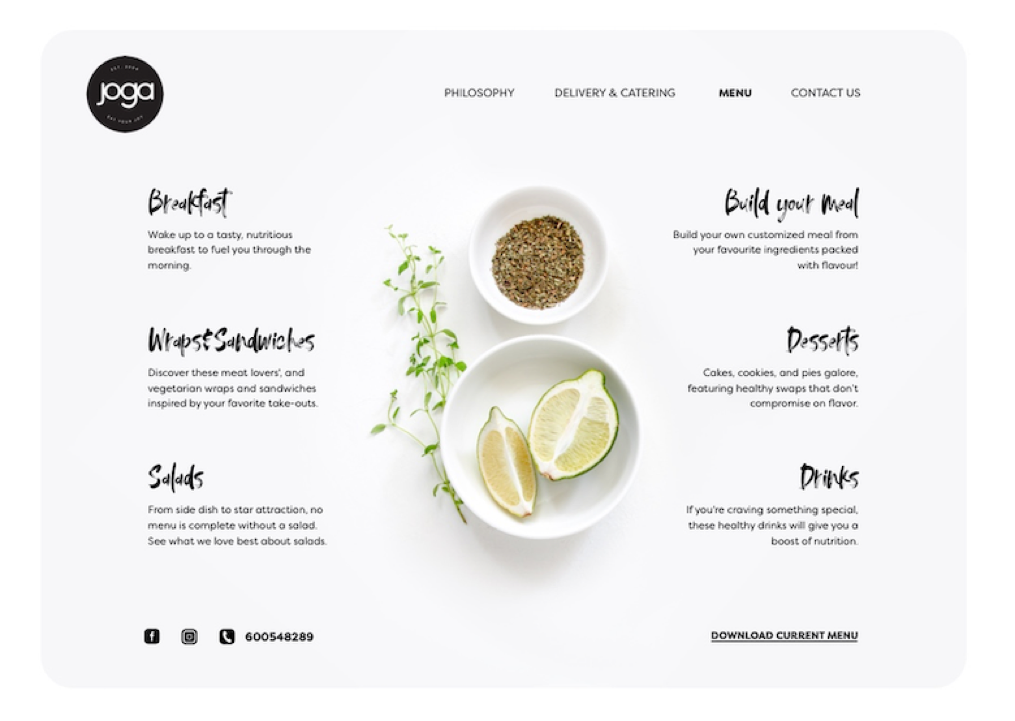 joga
PHILOSOPHY
DELIVERY & CATERING
MENU
CONTACT US
Breakfast
Wake up to a tasty, nutritious
breakfast to fuel you through the
morning.
Wraps&Sandwiches
Discover these meat lovers', and
vegetarian wraps and sandwiches
inspired by your favorite take-outs.
Salads
From side dish to star attraction, no
menu is complete without a salad.
See what we love best about salads.
Build your meal
Build your own customized meal from
your favourite ingredients packed
with flavour!
Desserts
Cakes, cookies, and pies galore,
featuring healthy swaps that don't
compromise on flavor.
Drinks
If you're craving something special,
these healthy drinks will give you a
boost of nutrition.
600548289
DOWNLOAD CURRENT MENU